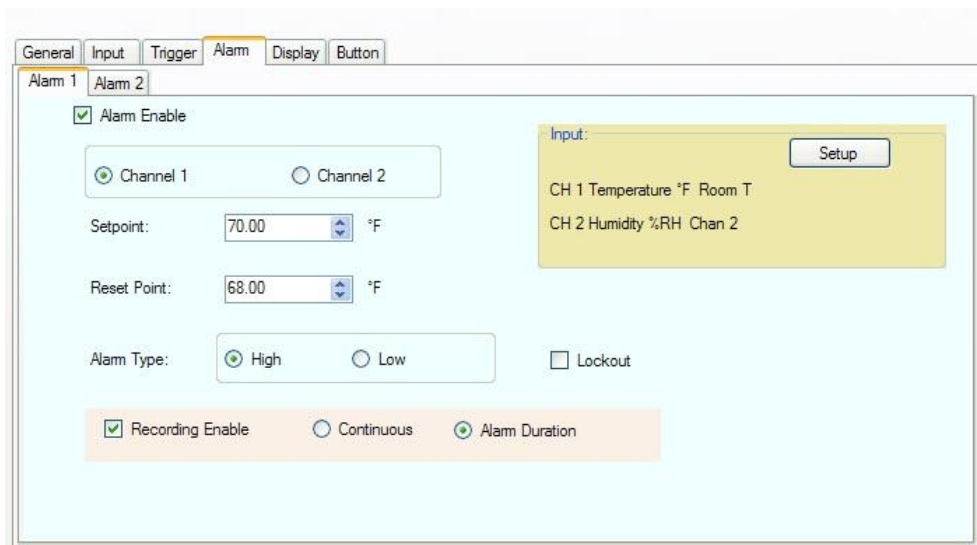 General Input Trigger Alarm Display Button
Alarm 1 Alarm 2
Alarm Enable
Channel 1 Channel 2
Setpoint: 70.00 °F
Reset Point: 68.00 °F
Alarm Type: High Low
Recording Enable Continuous Alarm Duration
Input:
Setup
CH 1 Temperature °F Room T
CH 2 Humidity %RH Chan 2
Lockout